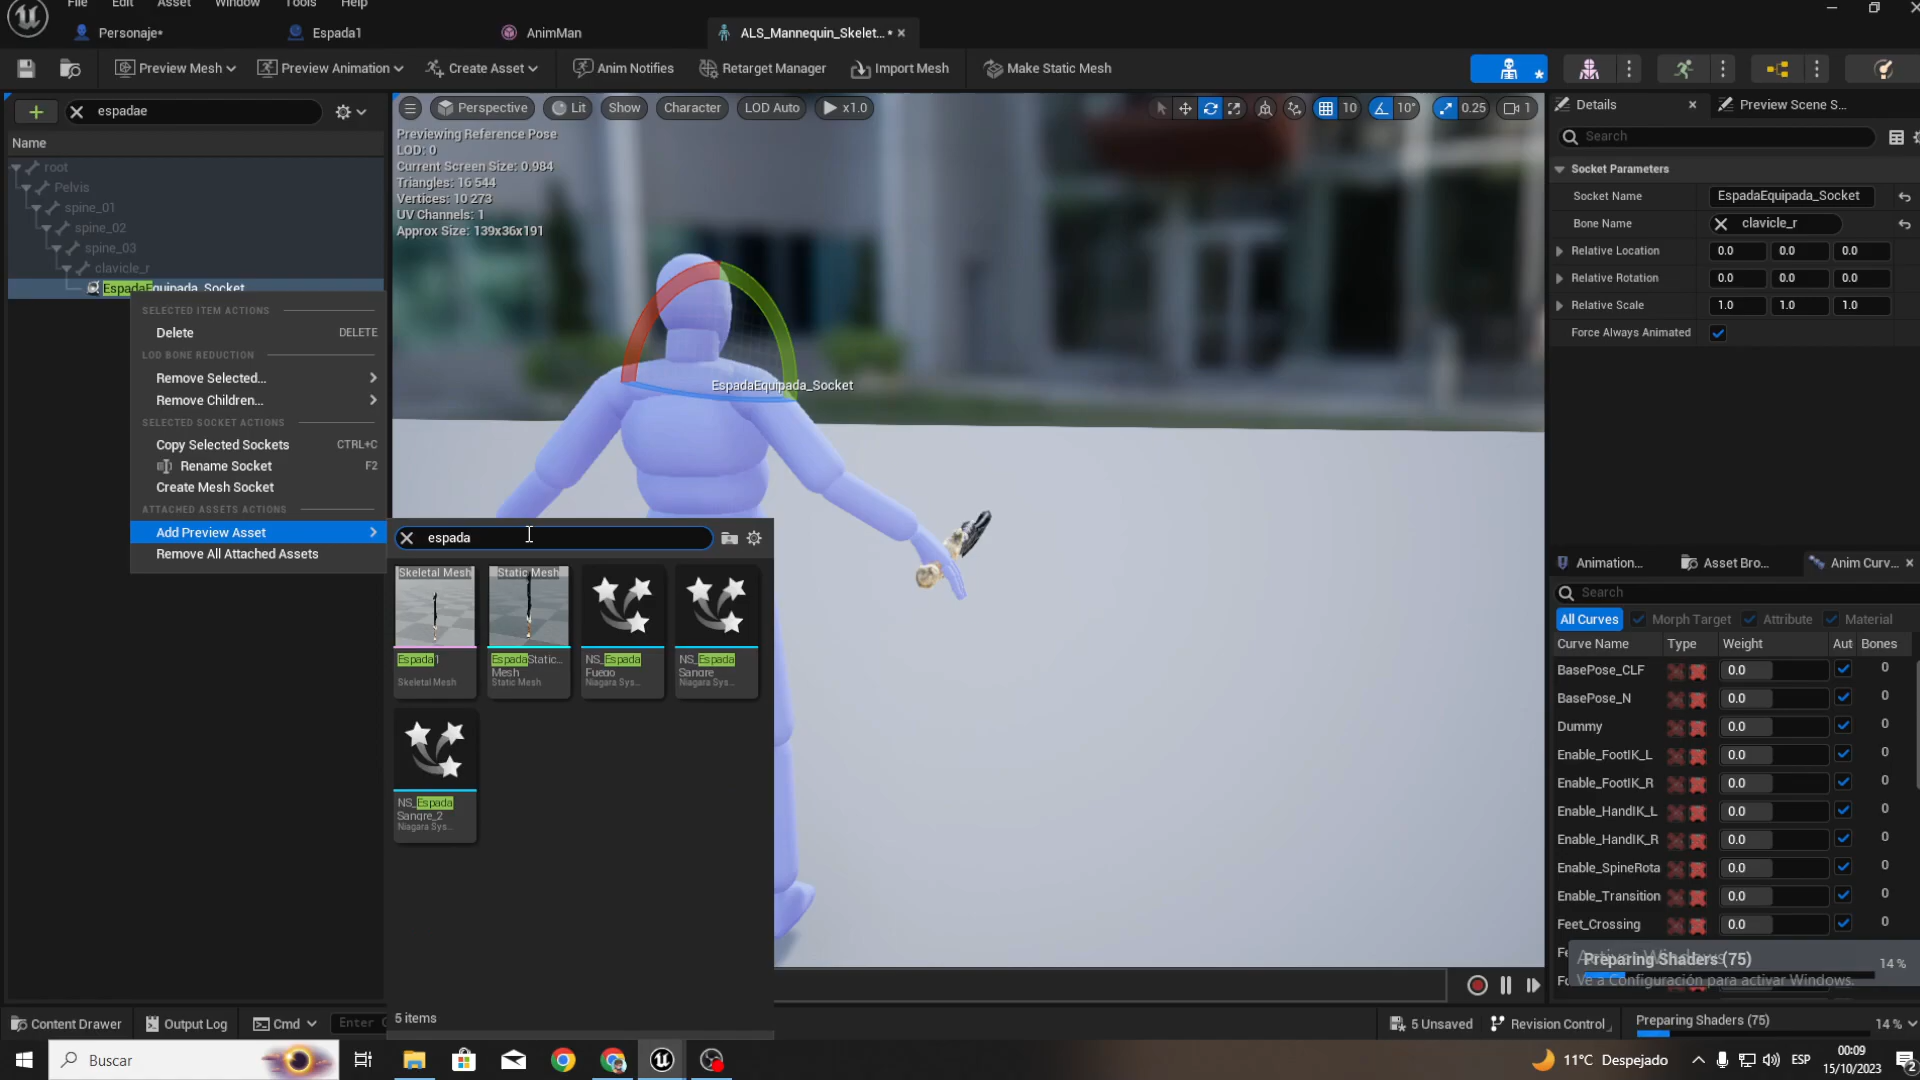 File Edit Asset Window Tools Help
Personaje*
Espada1
AnimMan
ALS_Mannequin_Skelet... •
Preview Mesh
Preview Animation
Create Asset
Anim Notifies
Retarget Manager
Import Mesh
Make Static Mesh
espadae
Name
root
Pelvis
spine_01
spine_02
spine_03
clavicle_r
EspadaEquipada_Socket
SELECTED ITEM ACTIONS
Delete DELETE
LOD BONE REDUCTION
Remove Selected...
Remove Children...
SELECTED SOCKET ACTIONS
Copy Selected Sockets CTRL+C
Rename Socket F2
Create Mesh Socket
ATTACHED ASSETS ACTIONS
Add Preview Asset
Remove All Attached Assets
Perspective
Lit
Show
Character
LOD Auto
x1.0
10
10°
0.25
1
Previewing Reference Pose
LOD: 0
Current Screen Size: 0.984
Triangles: 16 544
Vertices: 10 273
UV Channels: 1
Approx Size: 139x36x191
EspadaEquipada_Socket
espada
Skeletal Mesh
Espada1
Skeletal Mesh
Static Mesh
EspadaStatic...
Mesh
Static Mesh
NS_Espada
Fuego
Niagara Sys...
NS_Espada
Sangre
Niagara Sys...
NS_Espada
Sangre_2
Niagara Sys...
5 items
Details
Preview Scene S...
Search
Socket Parameters
Socket Name EspadaEquipada_Socket
Bone Name clavicle_r
Relative Location 0.0 0.0 0.0
Relative Rotation 0.0 0.0 0.0
Relative Scale 1.0 1.0 1.0
Force Always Animated
Animation...
Asset Bro...
Anim Curv...
Search
All Curves Morph Target Attribute Material
Curve Name Type Weight Aut Bones
BasePose_CLF 0.0 0
BasePose_N 0.0 0
Dummy 0.0 0
Enable_FootIK_L 0.0 0
Enable_FootIK_R 0.0 0
Enable_HandIK_L 0.0 0
Enable_HandIK_R 0.0 0
Enable_SpineRota 0.0 0
Enable_Transition 0.0 0
Feet_Crossing 0.0 0
Activar Windows
Ve a Configuración para activar Windows.
Preparing Shaders (75) 14 %
Content Drawer
Output Log
Cmd
Enter
5 Unsaved
Revision Control
Preparing Shaders (75) 14 %
Buscar
11°C Despejado
ESP
00:09
15/10/2023
2